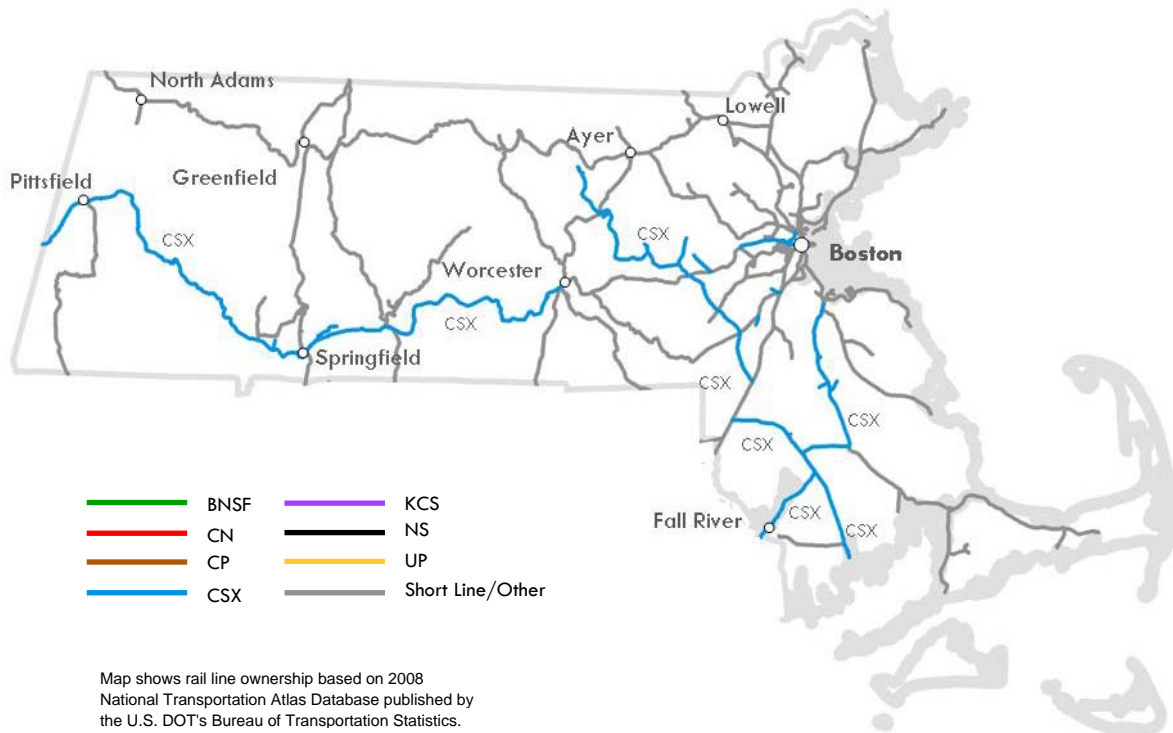 North Adams
Lowell
Ayer
Pittsfield
Greenfield
CSX
CSX
Worcester
Boston
CSX
Springfield
CSX
CSX
CSX
Fall River
CSX
CSX
BNSF
KCS
CN
NS
CP
UP
CSX
Short Line/Other
Map shows rail line ownership based on 2008
National Transportation Atlas Database published by
the U.S. DOT's Bureau of Transportation Statistics.